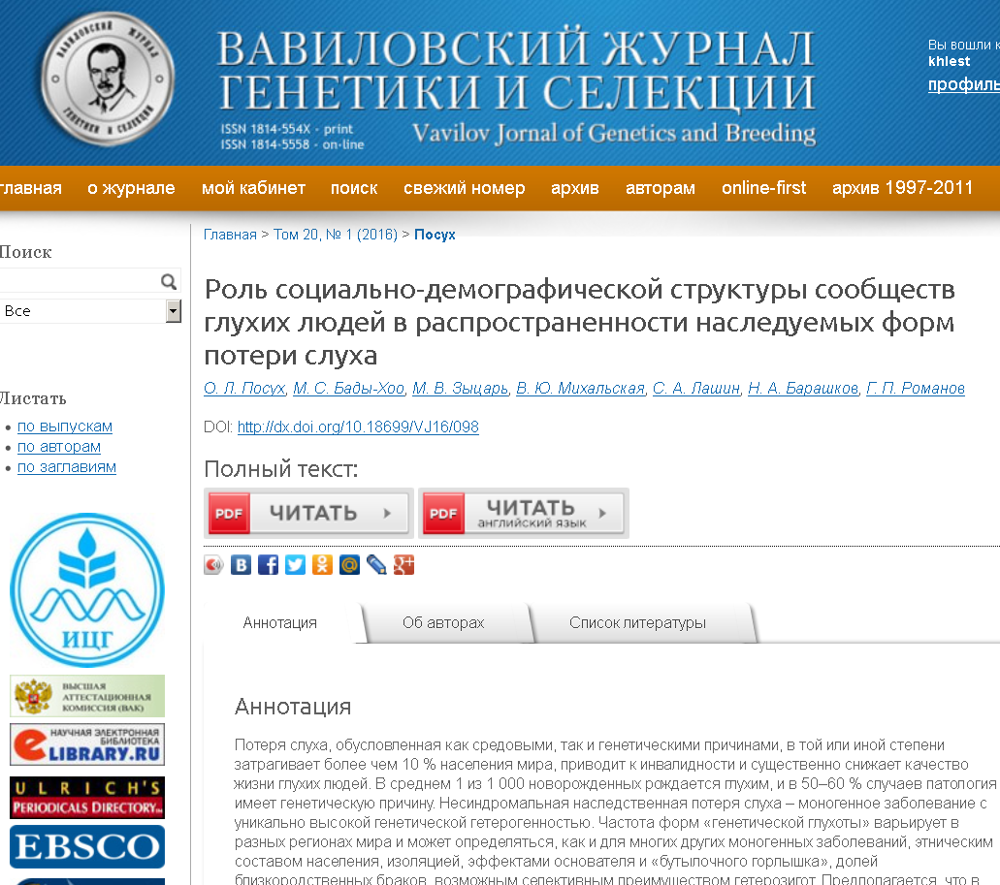 ВАВИЛОВСКИЙ ЖУРНАЛ
ГЕНЕТИКИ И СЕЛЕКЦИИ
ВАВИЛОВСКИЙ ЖУРНАЛ
ГЕНЕТИКИ И СЕЛЕКЦИИ
ISSN 1814-554X - print
ISSN 1814-5558 - on-line
Vavilov Jornal of Genetics and Breeding
Вы вошли к
khlest
профиль
главная о журнале мой кабинет поиск свежий номер архив авторам online-first архив 1997-2011
Главная > Том 20, № 1 (2016) > Посух
Поиск
Все
Листать
по выпускам
по авторам
по заглавиям
ИЦГ
ВЫСШАЯ
АТТЕСТАЦИОННАЯ
КОМИССИЯ (ВАК)
НАУЧНАЯ ЭЛЕКТРОННАЯ
БИБЛИОТЕКА
eLIBRARY.RU
ULRICH'S
PERIODICALS DIRECTORY
EBSCO
Роль социально-демографической структуры сообществ
глухих людей в распространенности наследуемых форм
потери слуха
О. Л. Посух, М. С. Бады-Хоо, М. В. Зыцарь, В. Ю. Михальская, С. А. Лашин, Н. А. Барашков, Г. П. Романов
DOI: http://dx.doi.org/10.18699/VJ16/098
Полный текст:
PDF ЧИТАТЬ
PDF ЧИТАТЬ
английский язык
Аннотация Об авторах Список литературы
Аннотация
Потеря слуха, обусловленная как средовыми, так и генетическими причинами, в той или иной степени
затрагивает более чем 10 % населения мира, приводит к инвалидности и существенно снижает качество
жизни глухих людей. В среднем 1 из 1 000 новорожденных рождается глухим, и в 50–60 % случаев патология
имеет генетическую причину. Несиндромальная наследственная потеря слуха – моногенное заболевание с
уникально высокой генетической гетерогенностью. Частота форм «генетической глухоты» варьирует в
разных регионах мира и может определяться, как и для многих других моногенных заболеваний, этническим
составом населения, изоляцией, эффектами основателя и «бутылочного горлышка», долей
близкородственных браков, возможным селективным преимуществом гетерозигот. Предполагается, что в